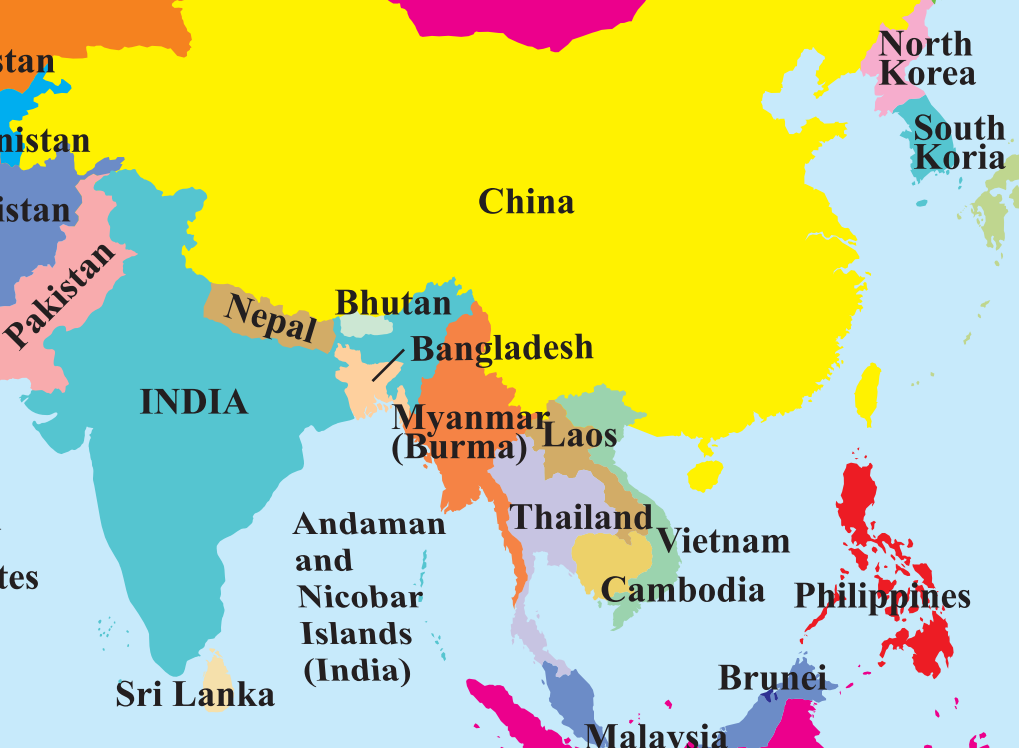 North
Korea
stan
South
Koria
nistan
China
istan
Pakistan
Nepal
Bhutan
Bangladesh
INDIA
Myanmar
(Burma)
Laos
Thailand
Vietnam
Andaman
and
Nicobar
Islands
(India)
tes
Cambodia
Philippines
Brunei
Sri Lanka
Malaysia